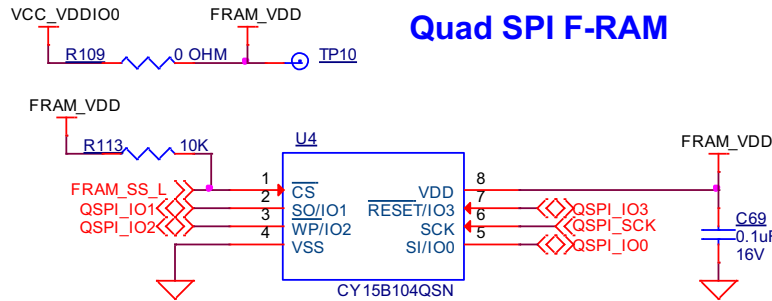 Quad SPI F-RAM
VCC_VDDIO0
FRAM_VDD
R109
0 OHM
TP10
FRAM_VDD
R113
10K
U4
FRAM_VDD
FRAM_SS_L
1
CS
VDD
8
QSPI_IO1
2
SO/IO1
RESET/IO3
7
QSPI_IO3
QSPI_IO2
3
WP/IO2
SCK
6
QSPI_SCK
4
VSS
SI/IO0
5
QSPI_IO0
C69
0.1uF
16V
CY15B104QSN